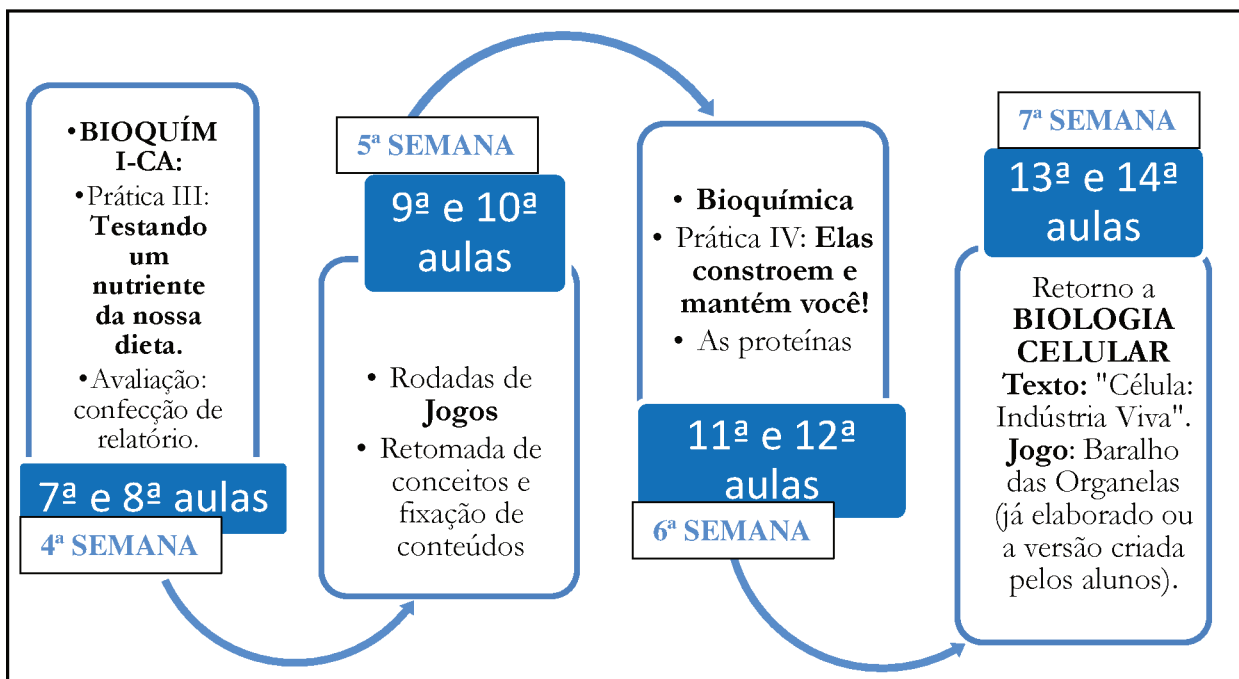 •BIOQUÍM
I-CA:
•Prática III:
Testando
um
nutriente
da nossa
dieta.
•Avaliação:
confecção de
relatório.
7ª e 8ª aulas
4ª SEMANA
5ª SEMANA
9ª e 10ª
aulas
• Rodadas de
Jogos
• Retomada de
conceitos e
fixação de
conteúdos
• Bioquímica
• Prática IV: Elas
constroem e
mantém você!
• As proteínas
11ª e 12ª
aulas
6ª SEMANA
7ª SEMANA
13ª e 14ª
aulas
Retorno a
BIOLOGIA
CELULAR
Texto: "Célula:
Indústria Viva".
Jogo: Baralho
das Organelas
(já elaborado ou
a versão criada
pelos alunos).